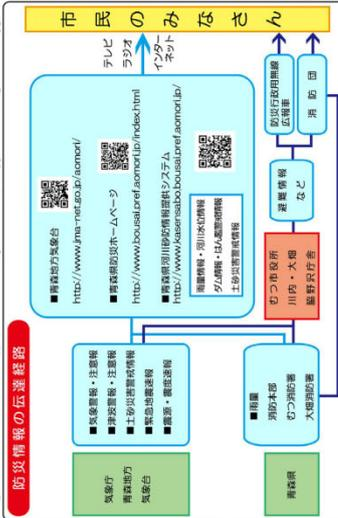 防災情報の伝達経路
気象庁
青森地方
気象台
青森県
■気象警報・注意報
■津波警報・注意報
■土砂災害警戒情報
■緊急地震速報
■震源・震度速報
■雨量
消防本部
むつ消防署
大畑消防署
■青森地方気象台
http://www.jma-net.go.jp/aomori/
■青森県防災ホームページ
http://www.bousai.pref.aomori.jp/index.html
■青森県河川砂防情報提供システム
http://www.kasensabo.bousai.pref.aomori.jp/
雨量情報・河川水位情報
ダム情報・はん濫警戒情報
土砂災害警戒情報
むつ市役所
川内・大畑
脇野沢庁舎
避難情報
など
テレビ
ラジオ
インター
ネット
防災行政用無線
広報車
消防団
市民のみなさん